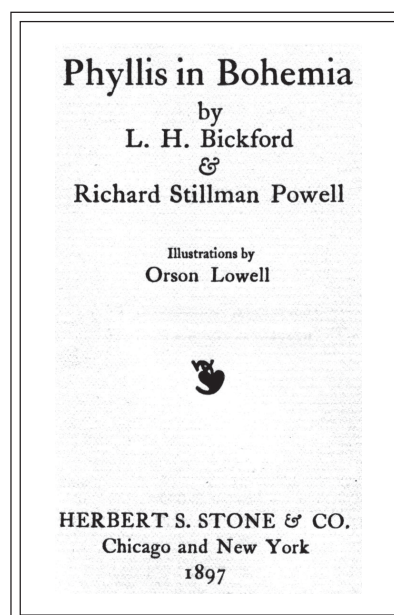 Phyllis in Bohemia
by
L. H. Bickford
&
Richard Stillman Powell
Illustrations by
Orson Lowell
HERBERT S. STONE & CO.
Chicago and New York
1897